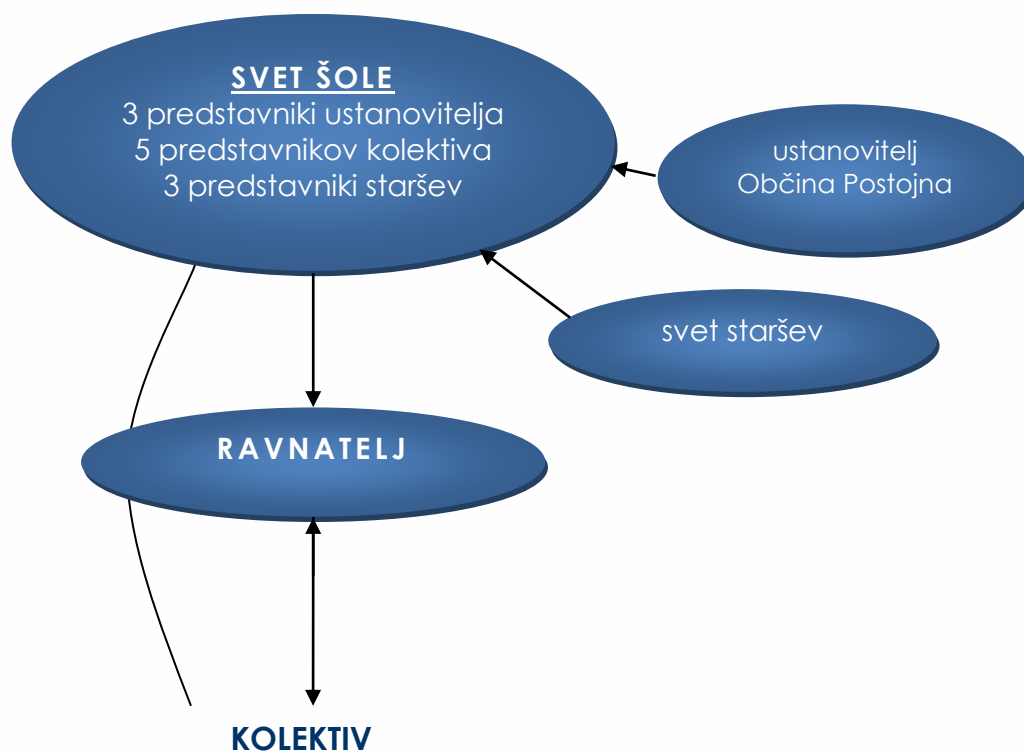 SVET ŠOLE
3 predstavniki ustanovitelja
5 predstavnikov kolektiva
3 predstavniki staršev
ustanovitelj
Občina Postojna
svet staršev
RAVNATELJ
KOLEKTIV